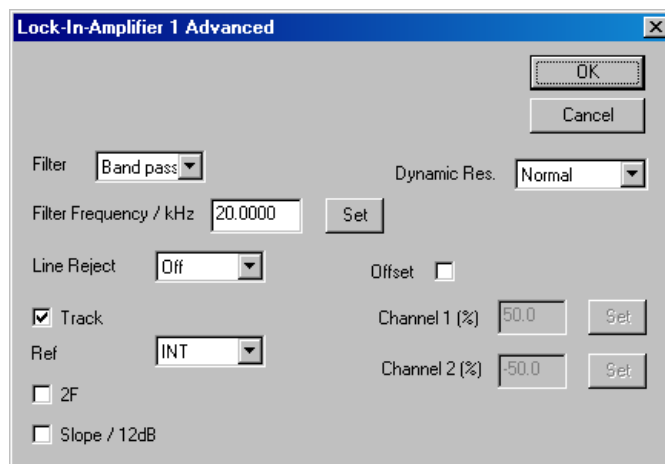 Lock-In-Amplifier 1 Advanced
OK
Cancel
Filter Band pass
Dynamic Res. Normal
Filter Frequency / kHz 20.0000 Set
Line Reject Off
Offset
Track
Channel 1 (%) 50.0 Set
Ref INT
Channel 2 (%) -50.0 Set
2F
Slope / 12dB